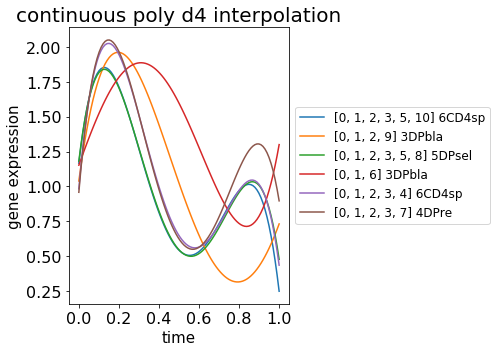 continuous poly d4 interpolation
gene expression
2.00
1.75
1.50
1.25
1.00
0.75
0.50
0.25
0.0 0.2 0.4 0.6 0.8 1.0
time
[0, 1, 2, 3, 5, 10] 6CD4sp
[0, 1, 2, 9] 3DPbla
[0, 1, 2, 3, 5, 8] 5DPsel
[0, 1, 6] 3DPbla
[0, 1, 2, 3, 4] 6CD4sp
[0, 1, 2, 3, 7] 4DPre